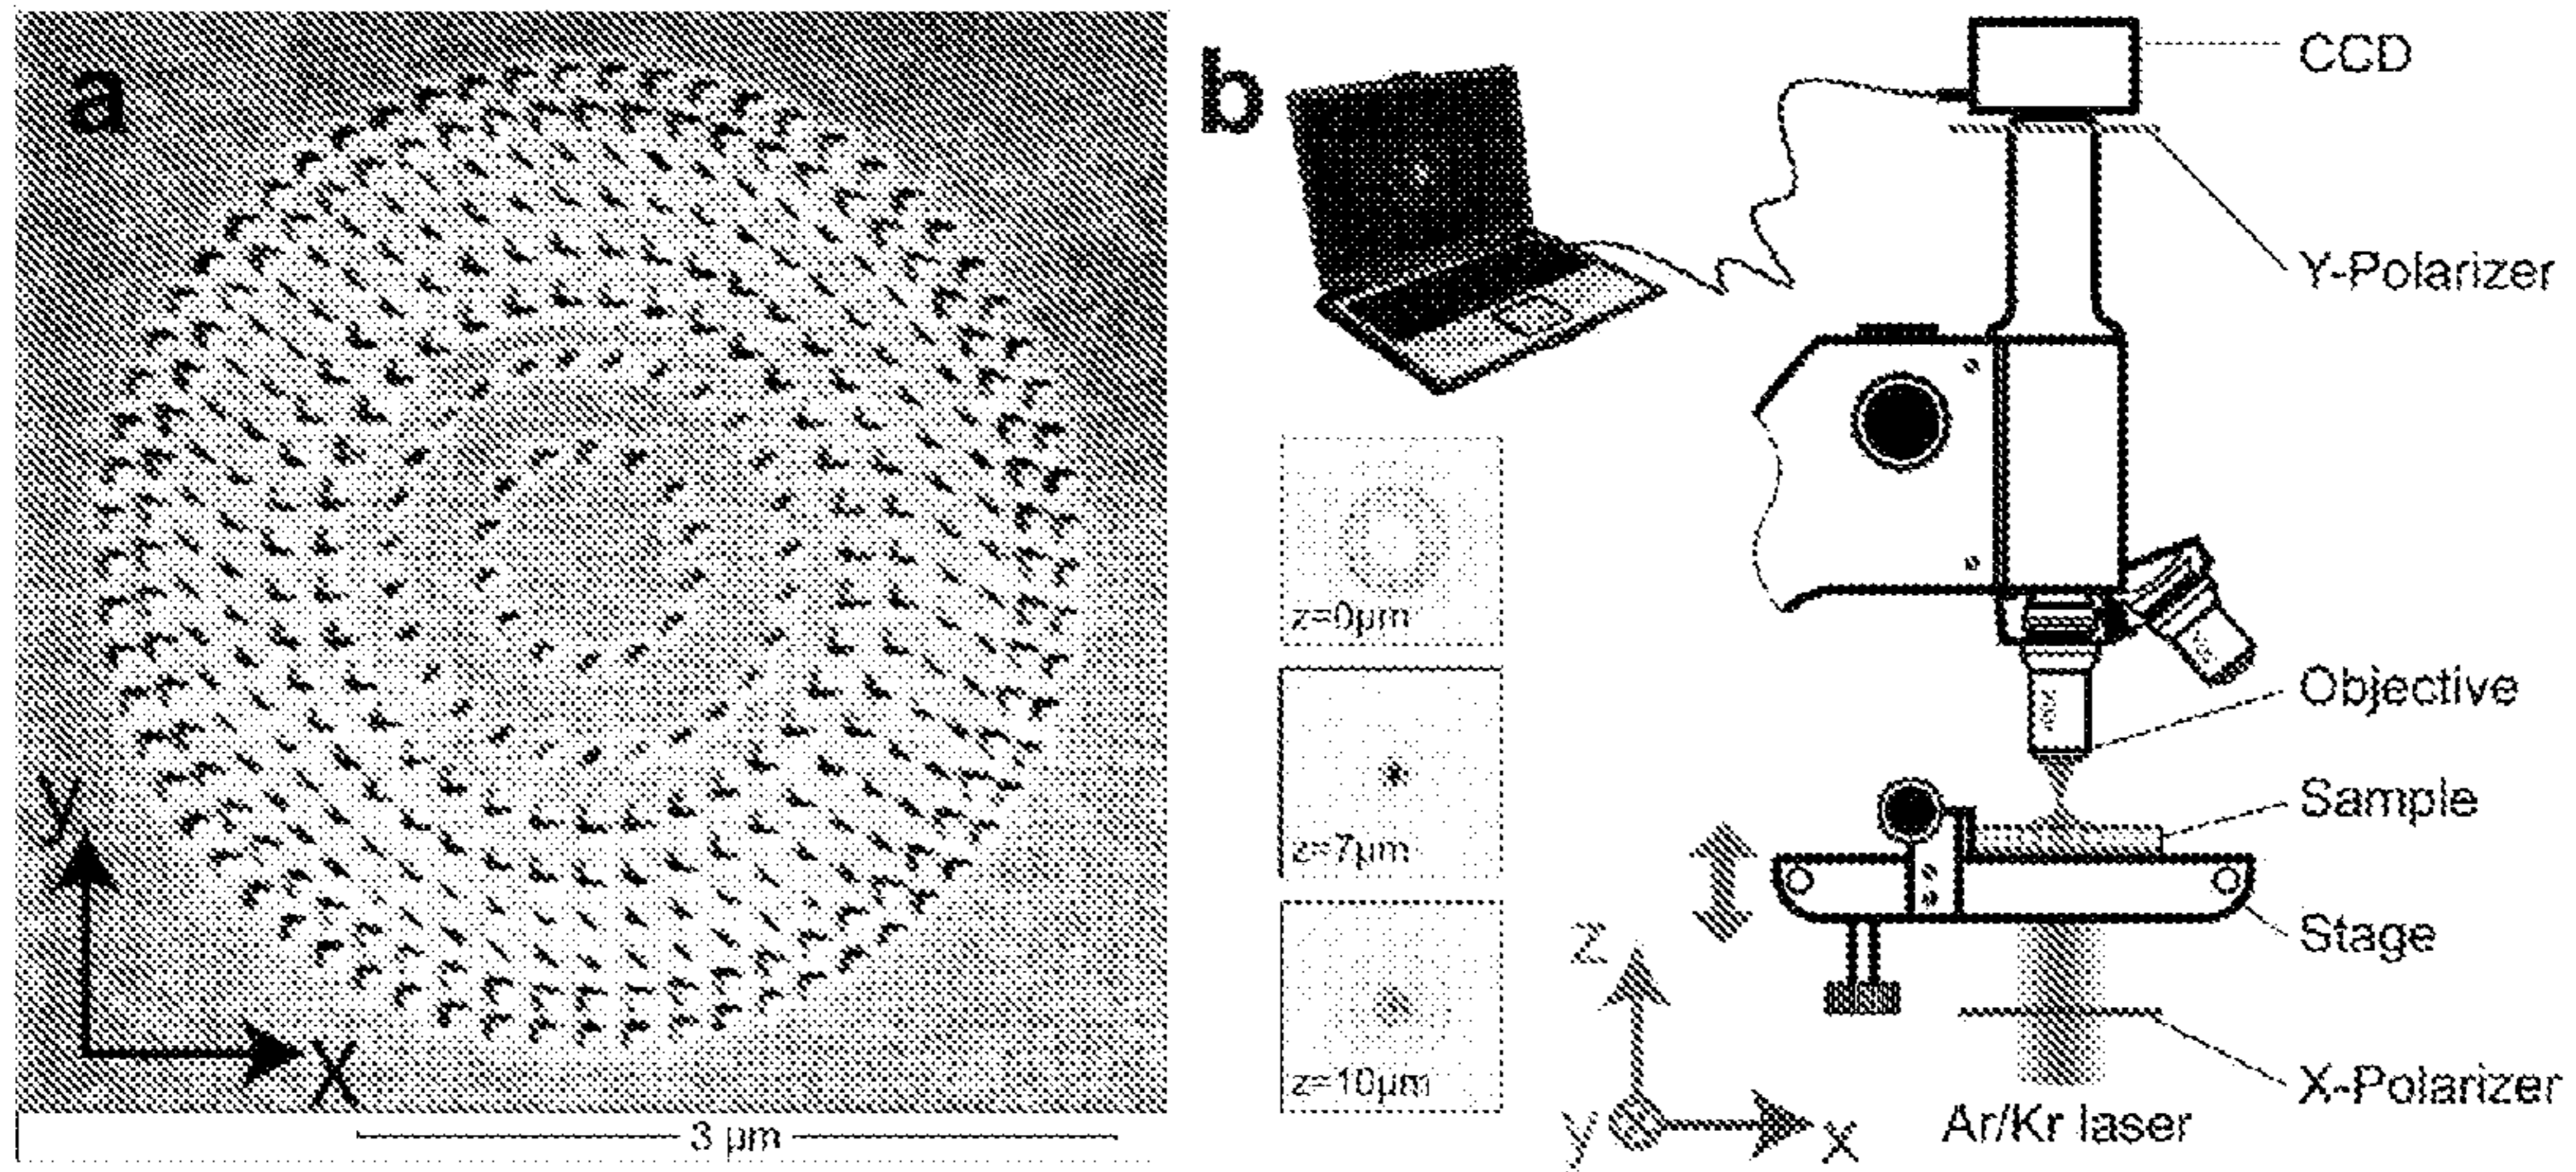 a
y
x
3 µm
b
CCD
Y-Polarizer
z=0µm
z=7µm
z=10µm
Objective
Sample
Stage
X-Polarizer
Ar/Kr laser
z
y
x